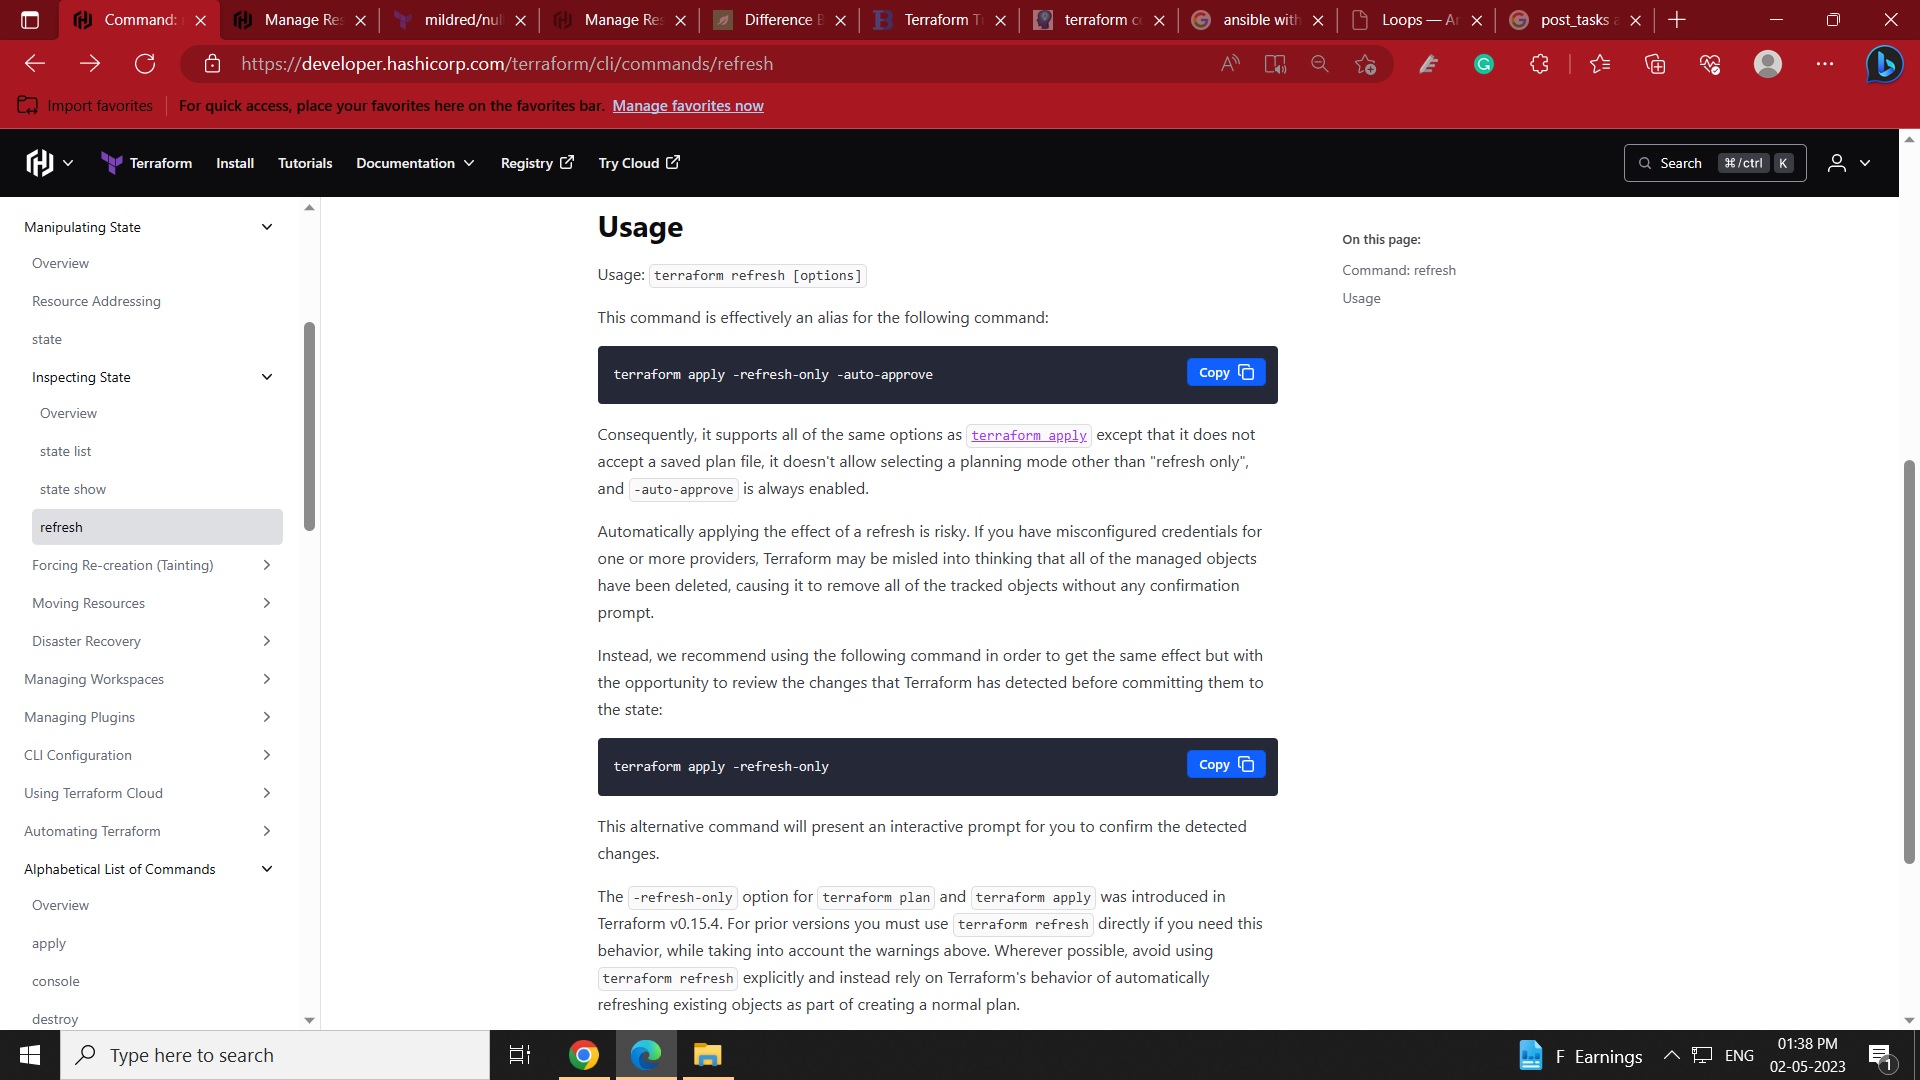 Command: r
Manage Res
mildred/null
Manage Res
Difference B
Terraform Tu
terraform co
ansible with
Loops — An
post_tasks a
https://developer.hashicorp.com/terraform/cli/commands/refresh
Import favorites
For quick access, place your favorites here on the favorites bar. Manage favorites now
Terraform Install Tutorials Documentation Registry Try Cloud
Search ⌘/ctrl K
Manipulating State
Overview
Resource Addressing
state
Inspecting State
Overview
state list
state show
refresh
Forcing Re-creation (Tainting)
Moving Resources
Disaster Recovery
Managing Workspaces
Managing Plugins
CLI Configuration
Using Terraform Cloud
Automating Terraform
Alphabetical List of Commands
Overview
apply
console
destroy
Usage
Usage: terraform refresh [options]
This command is effectively an alias for the following command:
terraform apply -refresh-only -auto-approve
Copy
Consequently, it supports all of the same options as terraform apply except that it does not
accept a saved plan file, it doesn't allow selecting a planning mode other than "refresh only",
and -auto-approve is always enabled.
Automatically applying the effect of a refresh is risky. If you have misconfigured credentials for
one or more providers, Terraform may be misled into thinking that all of the managed objects
have been deleted, causing it to remove all of the tracked objects without any confirmation
prompt.
Instead, we recommend using the following command in order to get the same effect but with
the opportunity to review the changes that Terraform has detected before committing them to
the state:
terraform apply -refresh-only
Copy
This alternative command will present an interactive prompt for you to confirm the detected
changes.
The -refresh-only option for terraform plan and terraform apply was introduced in
Terraform v0.15.4. For prior versions you must use terraform refresh directly if you need this
behavior, while taking into account the warnings above. Wherever possible, avoid using
terraform refresh explicitly and instead rely on Terraform's behavior of automatically
refreshing existing objects as part of creating a normal plan.
On this page:
Command: refresh
Usage
Type here to search
F Earnings
ENG
01:38 PM
02-05-2023
1